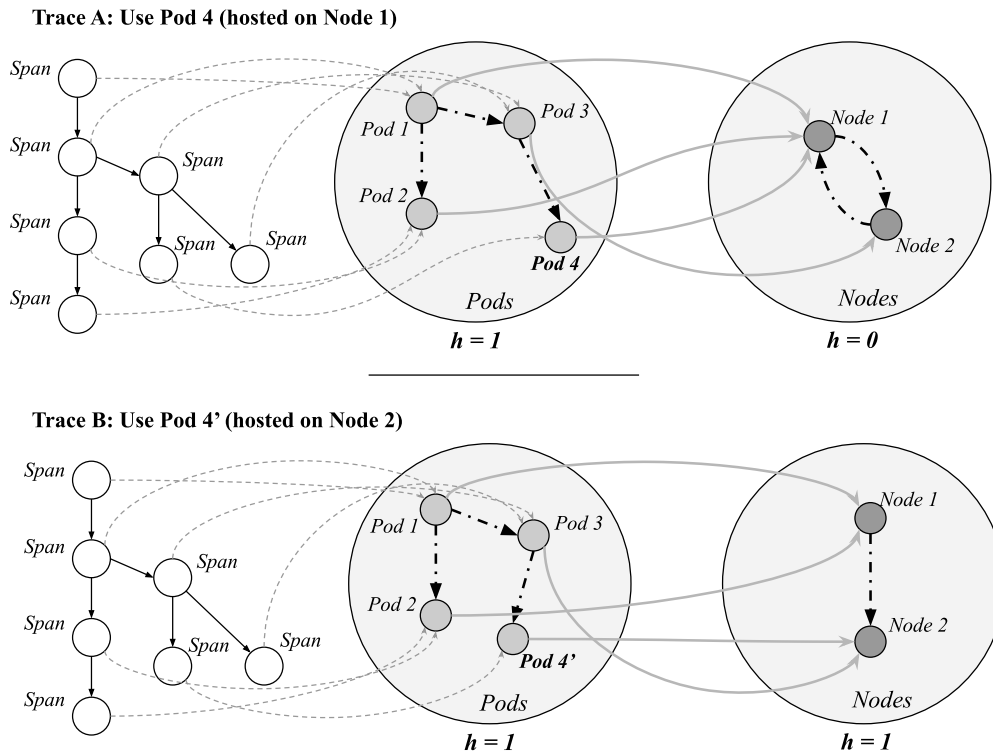 Trace A: Use Pod 4 (hosted on Node 1)
Span
Span
Span
Span
Span
Span
Span
Pod 1
Pod 3
Pod 2
Pod 4
Pods
h = 1
Node 1
Node 2
Nodes
h = 0
Trace B: Use Pod 4’ (hosted on Node 2)
Span
Span
Span
Span
Span
Span
Span
Pod 1
Pod 3
Pod 2
Pod 4’
Pods
h = 1
Node 1
Node 2
Nodes
h = 1